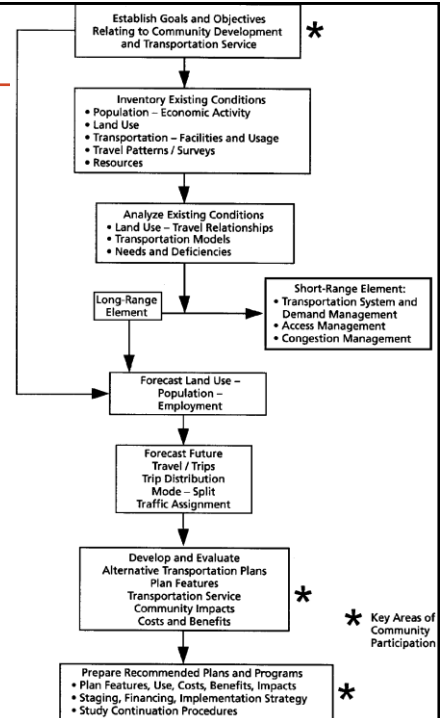 Establish Goals and Objectives
Relating to Community Development
and Transportation Service
*
Inventory Existing Conditions
• Population – Economic Activity
• Land Use
• Transportation – Facilities and Usage
• Travel Patterns / Surveys
• Resources
Analyze Existing Conditions
• Land Use – Travel Relationships
• Transportation Models
• Needs and Deficiencies
Long-Range
Element
Short-Range Element:
• Transportation System and
Demand Management
• Access Management
• Congestion Management
Forecast Land Use –
Population –
Employment
Forecast Future
Travel / Trips
Trip Distribution
Mode – Split
Traffic Assignment
Develop and Evaluate
Alternative Transportation Plans
Plan Features
Transportation Service
Community Impacts
Costs and Benefits
*
* Key Areas of
Community
Participation
Prepare Recommended Plans and Programs
• Plan Features, Use, Costs, Benefits, Impacts
• Staging, Financing, Implementation Strategy
• Study Continuation Procedures
*